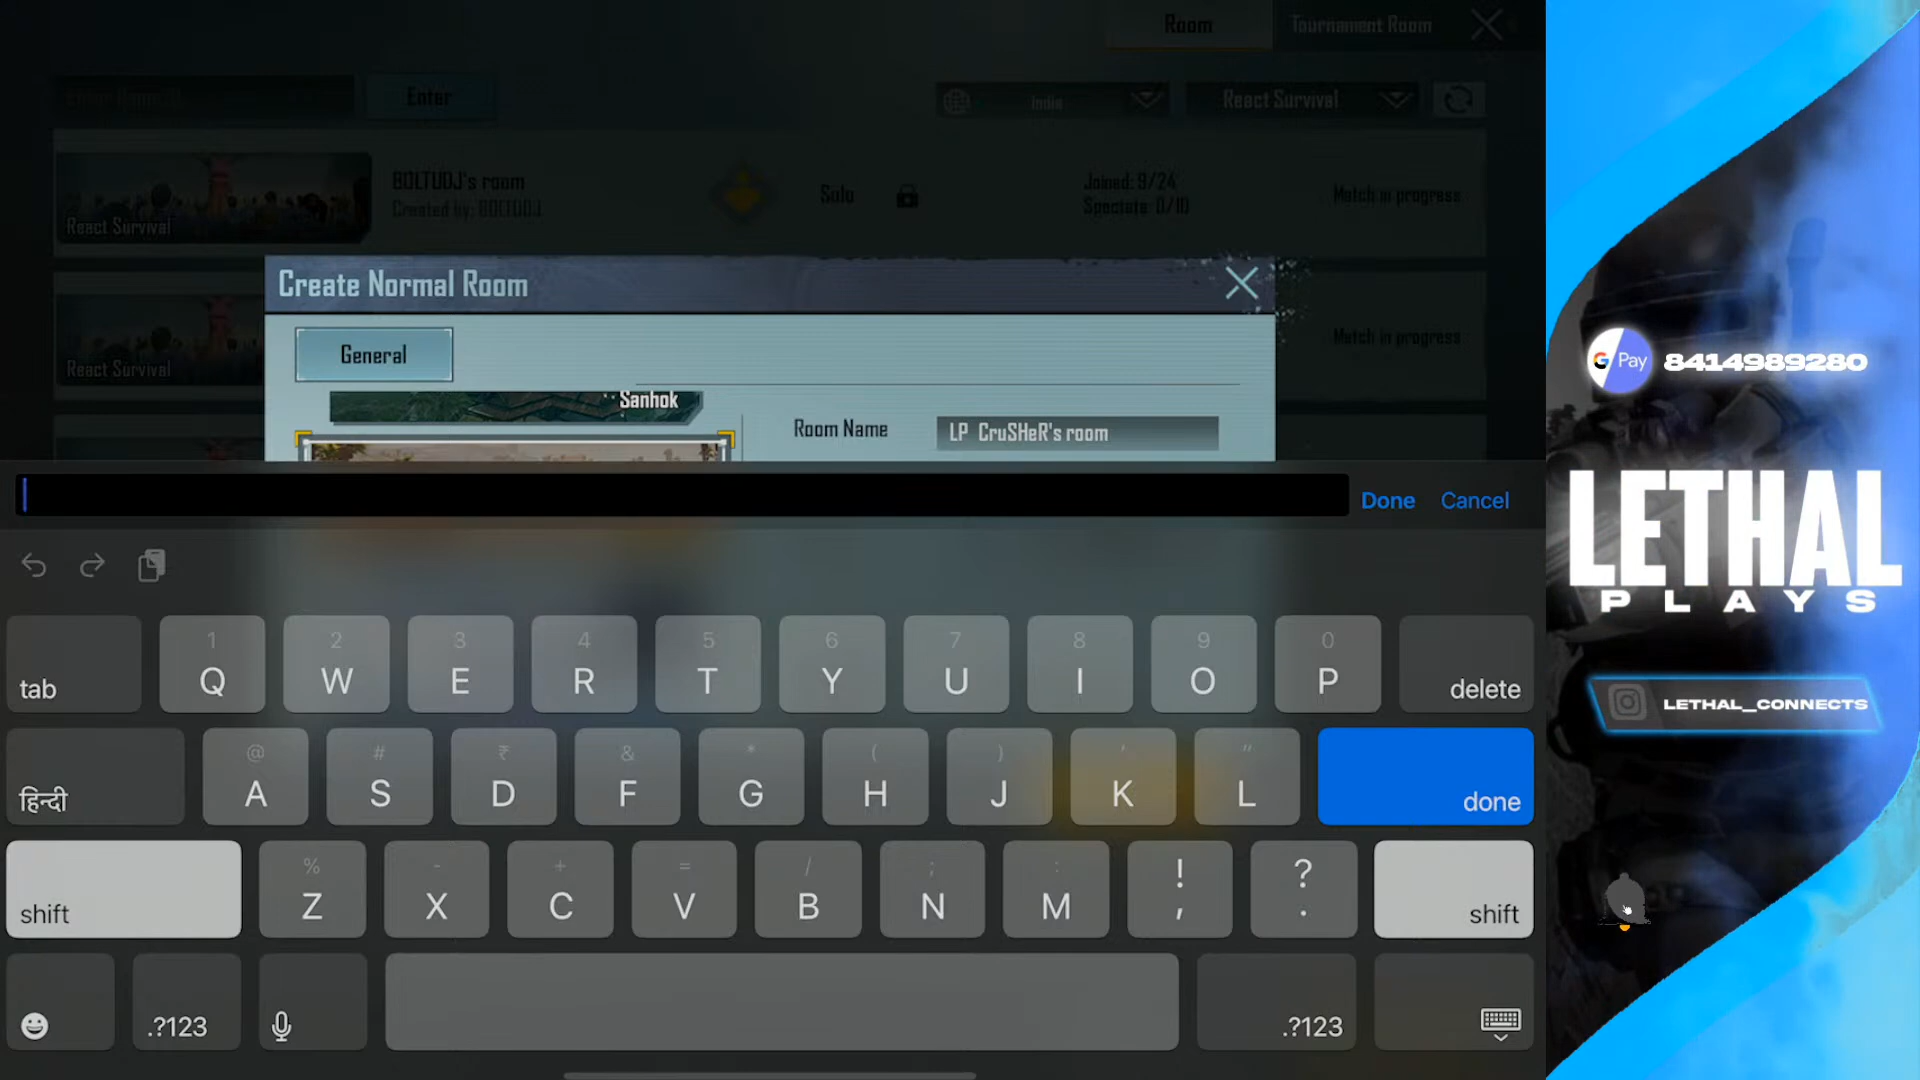 Room
Tournament Room
Enter
India
React Survival
BOLTUDJ's room
Created by: BOLTUDJ
React Survival
Solo
Joined: 9/24
Spectate: 0/10
Match in progress
React Survival
Match in progress
Create Normal Room
General
Sanhok
Room Name
LP CruSHeR's room
Done
Cancel
tab
1 2 3 4 5 6 7 8 9 0
Q W E R T Y U I O P
delete
हिन्दी
@ # ₹ & * ( ) ' "
A S D F G H J K L
done
shift
% - + = / ; : ! ?
Z X C V B N M , .
shift
.?123
.?123
G Pay
8414989280
LETHAL
PLAYS
LETHAL_CONNECTS